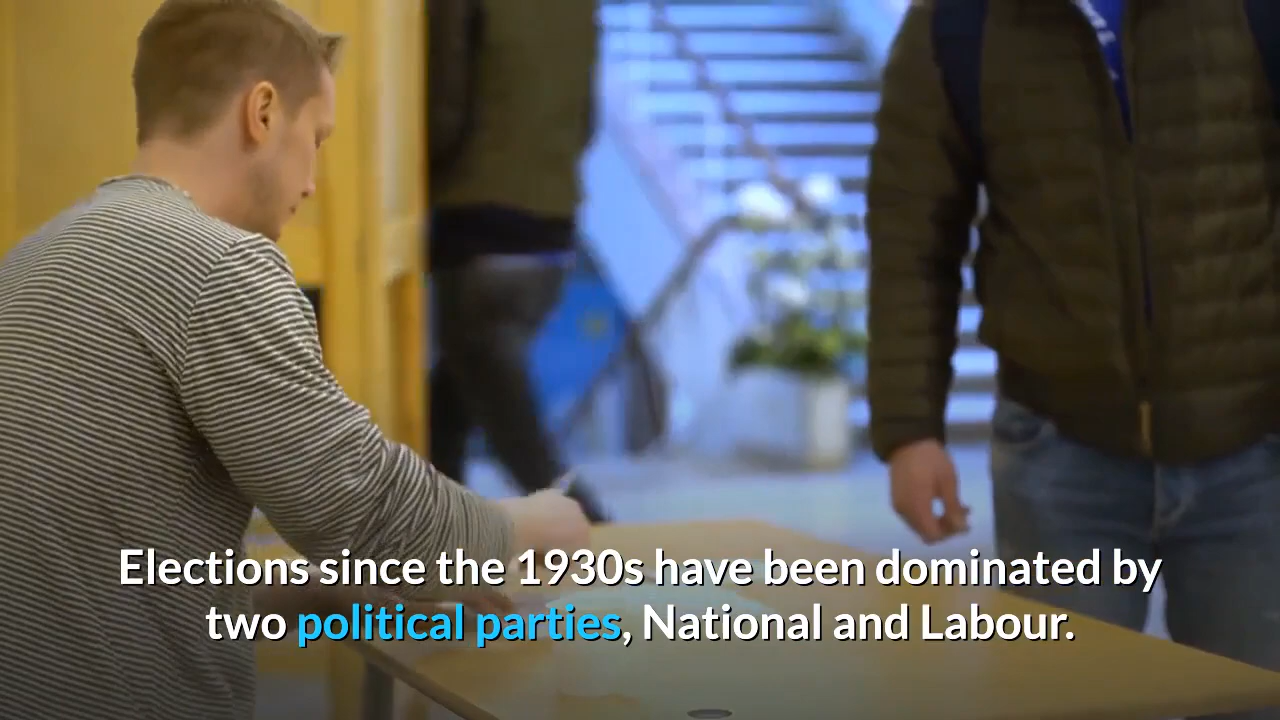 Elections since the 1930s have been dominated by
two political parties, National and Labour.